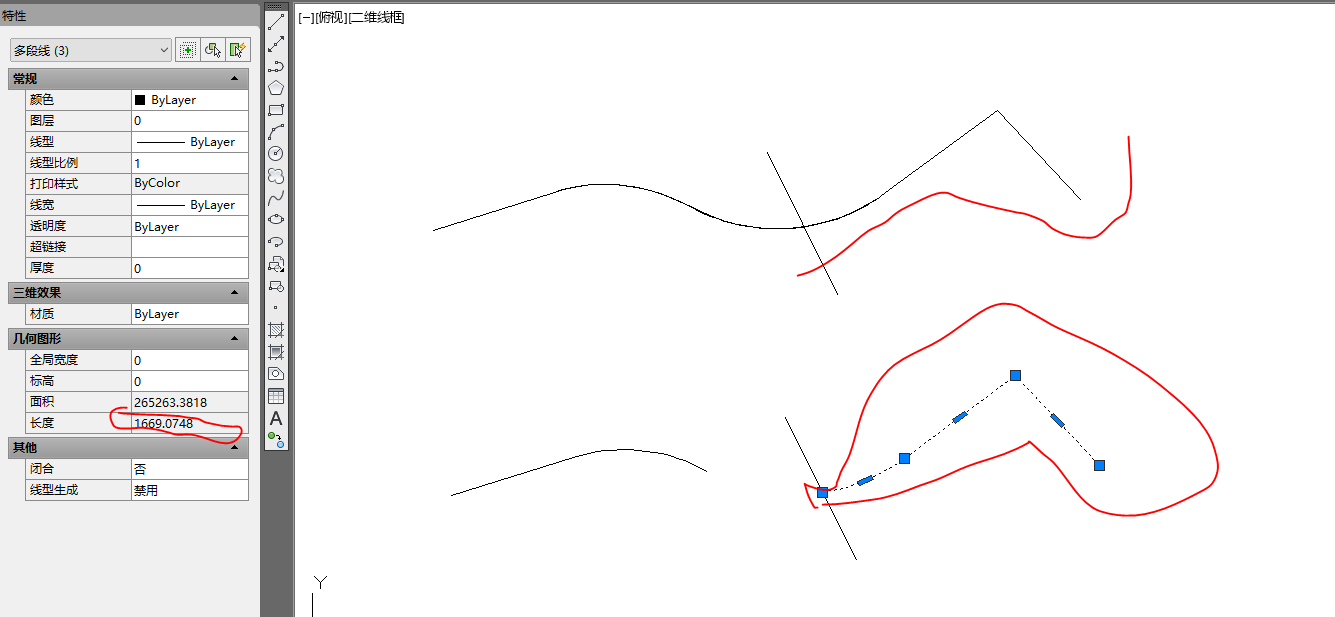 特性
[−][俯视][二维线框]
多段线 (3)
常规
颜色 ByLayer
图层 0
线型 ByLayer
线型比例 1
打印样式 ByColor
线宽 ByLayer
透明度 ByLayer
超链接
厚度 0
三维效果
材质 ByLayer
几何图形
全局宽度 0
标高 0
面积 265263.3818
长度 1669.0748
其他
闭合 否
线型生成 禁用
A
Y